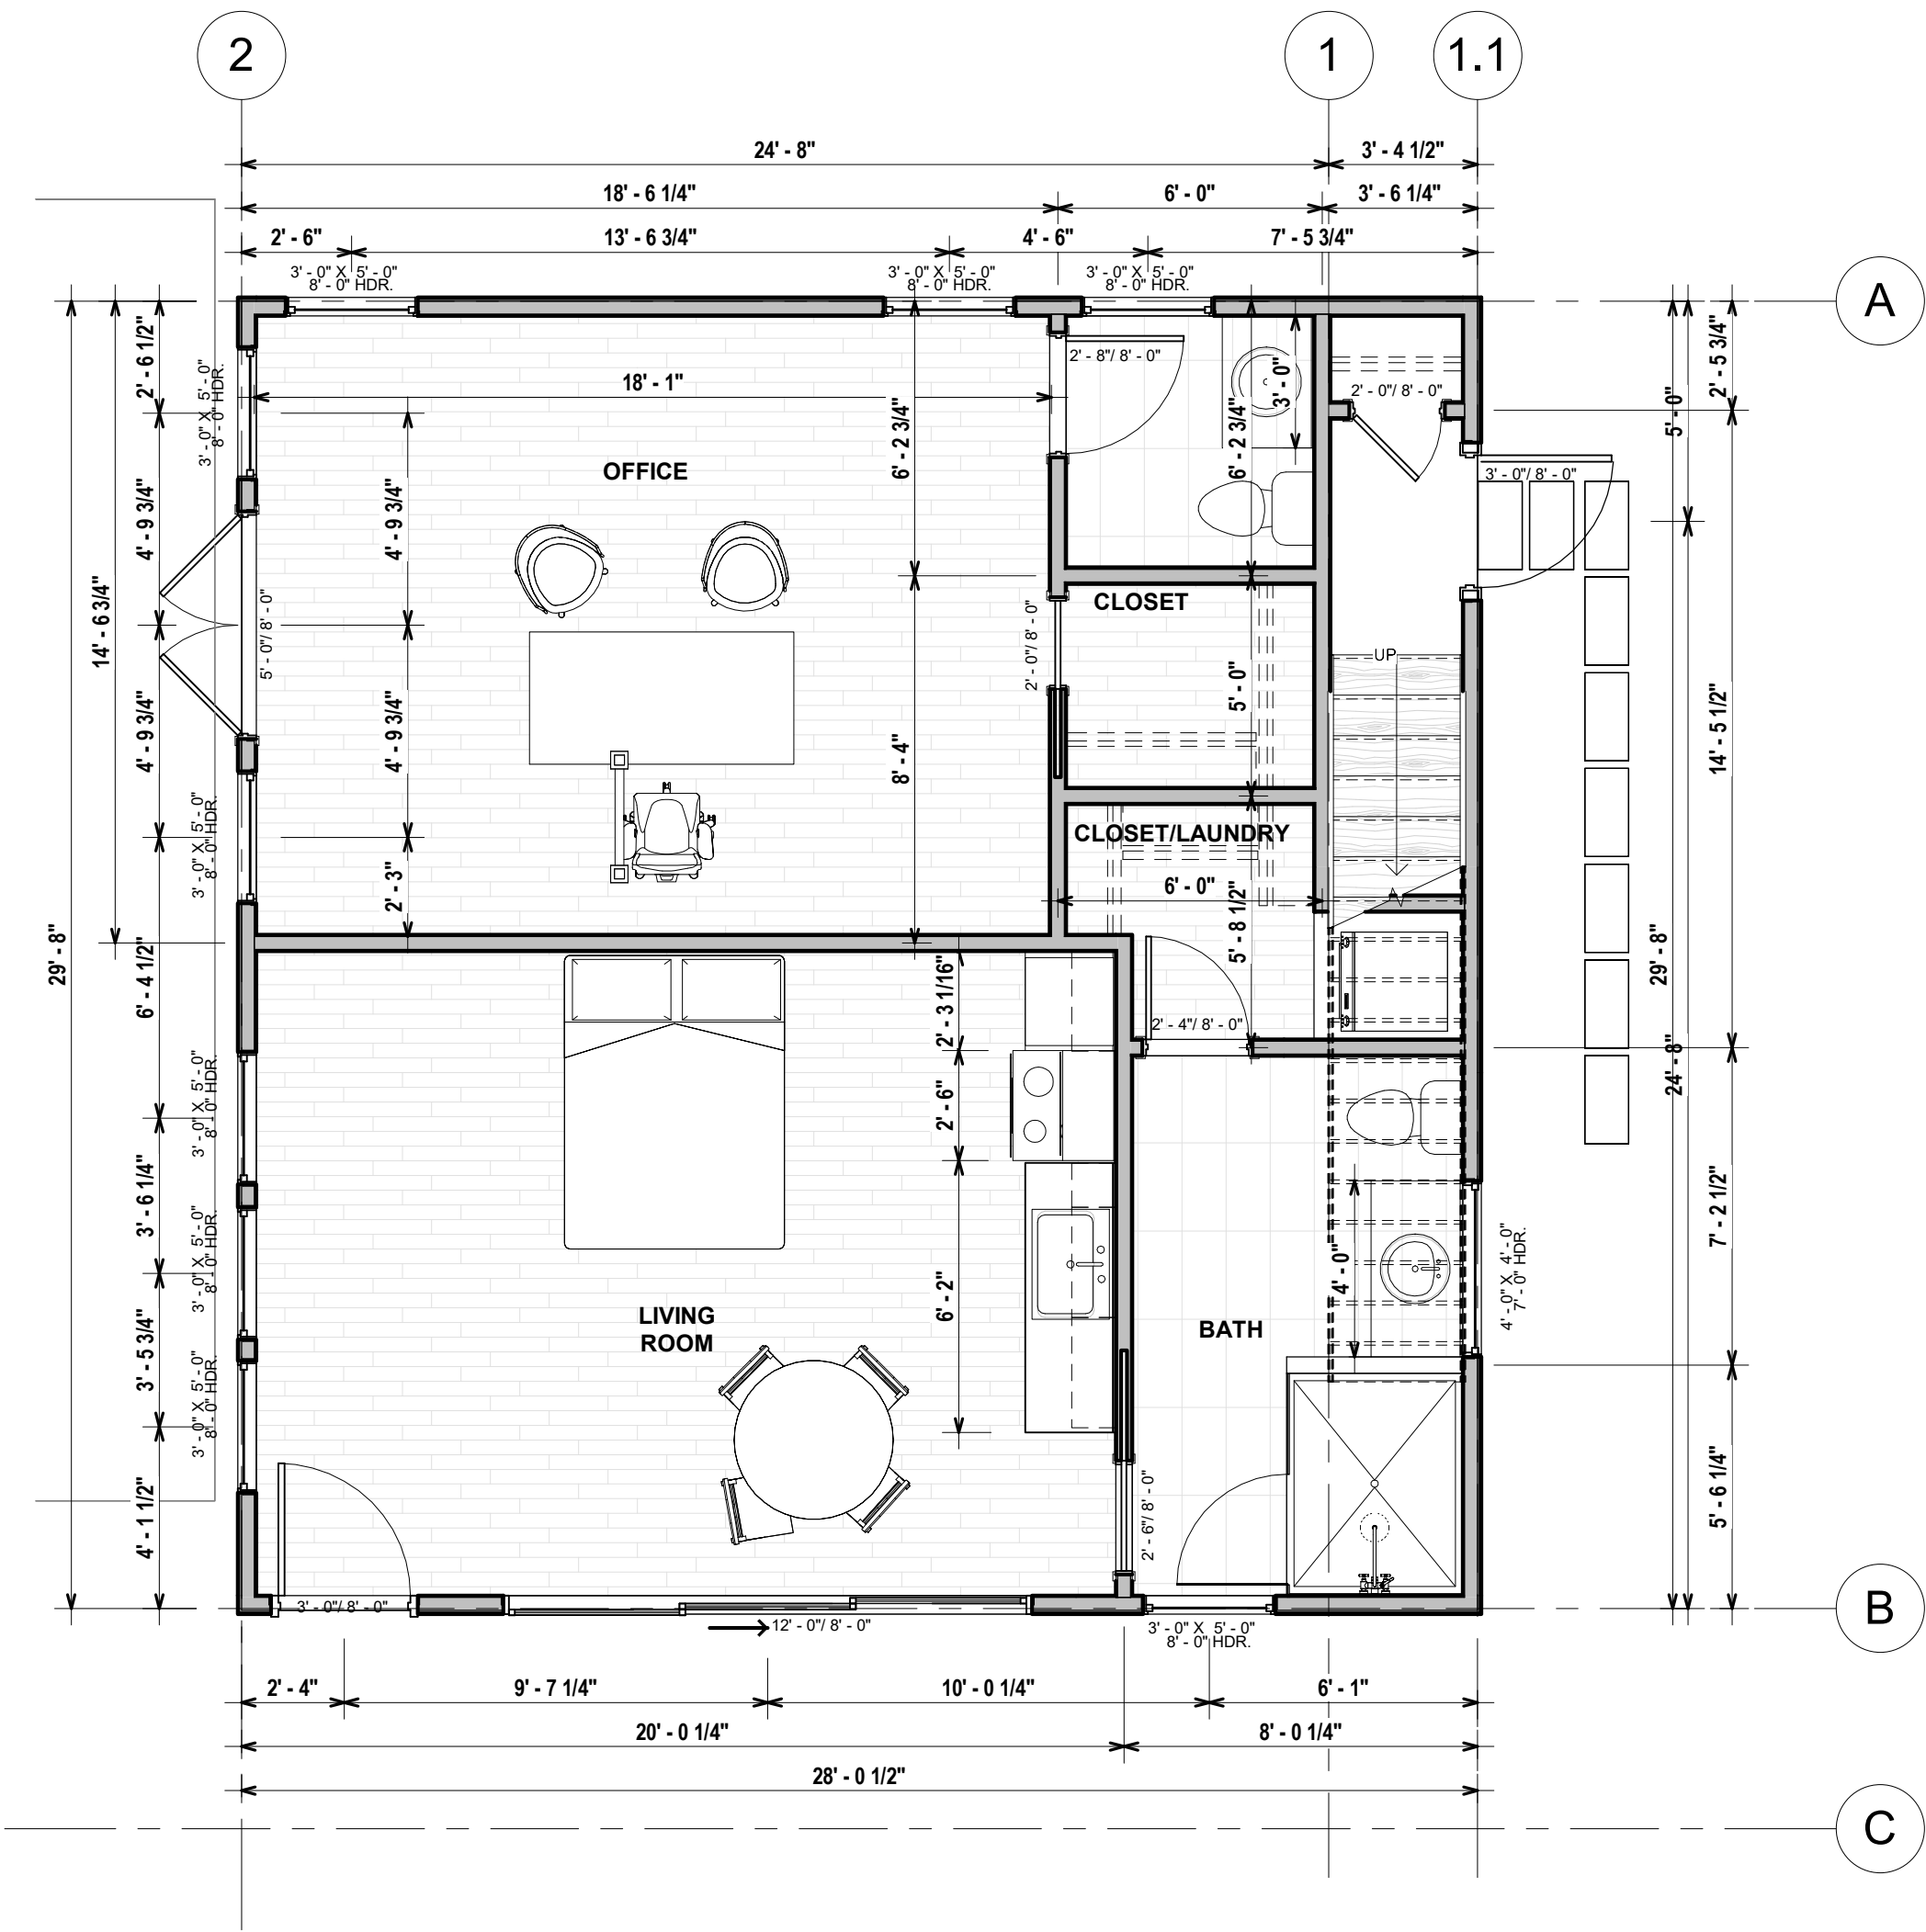 2
1
1.1
24' - 8"
3' - 4 1/2"
18' - 6 1/4"
6' - 0"
3' - 6 1/4"
2' - 6"
13' - 6 3/4"
4' - 6"
7' - 5 3/4"
3' - 0" X 5' - 0"
8' - 0" HDR.
3' - 0" X 5' - 0"
8' - 0" HDR.
3' - 0" X 5' - 0"
8' - 0" HDR.
A
2' - 6 1/2"
3' - 0" X 5' - 0"
8' - 0" HDR.
18' - 1"
2' - 8"/ 8' - 0"
3' - 0"
2' - 0"/ 8' - 0"
2' - 5 3/4"
5' - 0"
6' - 2 3/4"
6' - 2 3/4"
OFFICE
3' - 0"/ 8' - 0"
4' - 9 3/4"
4' - 9 3/4"
14' - 6 3/4"
5' - 0"/ 8' - 0"
CLOSET
2' - 0"/ 8' - 0"
UP
5' - 0"
4' - 9 3/4"
4' - 9 3/4"
8' - 4"
14' - 5 1/2"
3' - 0" X 5' - 0"
8' - 0" HDR.
CLOSET/LAUNDRY
2' - 3"
6' - 0"
5' - 8 1/2"
29' - 8"
6' - 4 1/2"
29' - 8"
2' - 3 1/16"
2' - 4"/ 8' - 0"
24' - 8"
3' - 0" X 5' - 0"
8' - 0" HDR.
2' - 6"
3' - 6 1/4"
3' - 0" X 5' - 0"
8' - 0" HDR.
7' - 2 1/2"
4' - 0"
4' - 0" X 4' - 0"
7' - 0" HDR.
6' - 2"
LIVING
ROOM
BATH
3' - 5 3/4"
3' - 0" X 5' - 0"
8' - 0" HDR.
4' - 1 1/2"
2' - 6"/ 8' - 0"
5' - 6 1/4"
3' - 0"/ 8' - 0"
12' - 0"/ 8' - 0"
3' - 0" X 5' - 0"
8' - 0" HDR.
B
2' - 4"
9' - 7 1/4"
10' - 0 1/4"
6' - 1"
20' - 0 1/4"
8' - 0 1/4"
28' - 0 1/2"
C